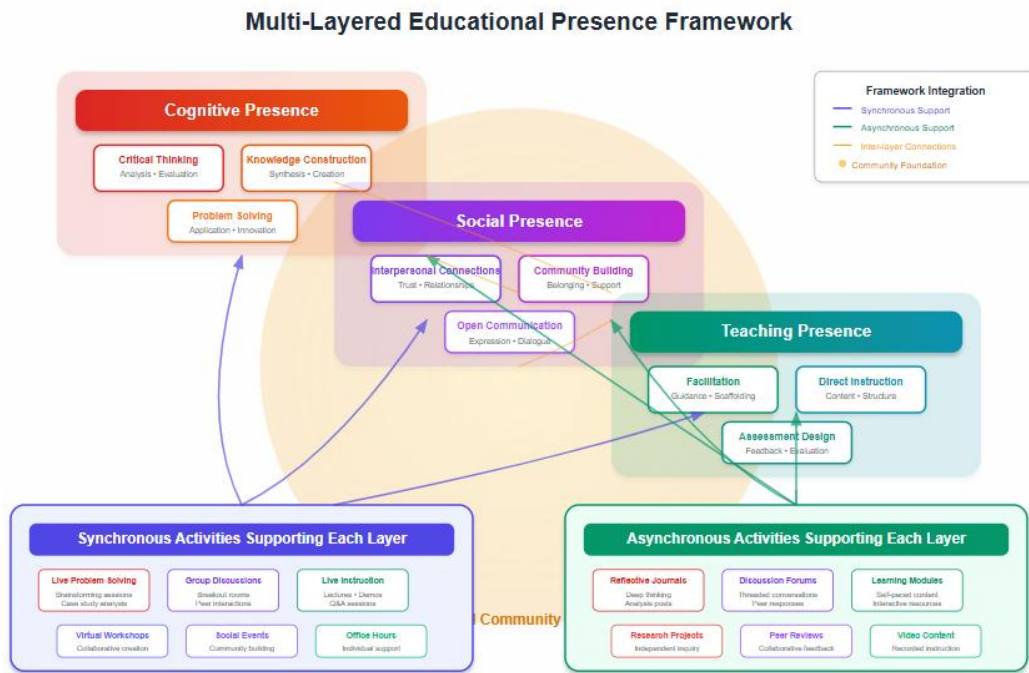 Multi-Layered Educational Presence Framework
Cognitive Presence
Critical Thinking
Analysis • Evaluation
Knowledge Construction
Synthesis • Creation
Problem Solving
Application • Innovation
Social Presence
Interpersonal Connections
Trust • Relationships
Community Building
Belonging • Support
Open Communication
Expression • Dialogue
Teaching Presence
Facilitation
Guidance • Scaffolding
Direct Instruction
Content • Structure
Assessment Design
Feedback • Evaluation
Framework Integration
Synchronous Support
Asynchronous Support
Inter-layer Connections
Community Foundation
Synchronous Activities Supporting Each Layer
Live Problem Solving
Brainstorming sessions
Case study analysis
Group Discussions
Breakout rooms
Peer interactions
Live Instruction
Lectures • Demos
Q&A sessions
Virtual Workshops
Collaborative creation
Social Events
Community building
Office Hours
Individual support
Community
Asynchronous Activities Supporting Each Layer
Reflective Journals
Deep thinking
Analysis posts
Discussion Forums
Threaded conversations
Peer responses
Learning Modules
Self-paced content
Interactive resources
Research Projects
Independent inquiry
Peer Reviews
Collaborative feedback
Video Content
Recorded instruction